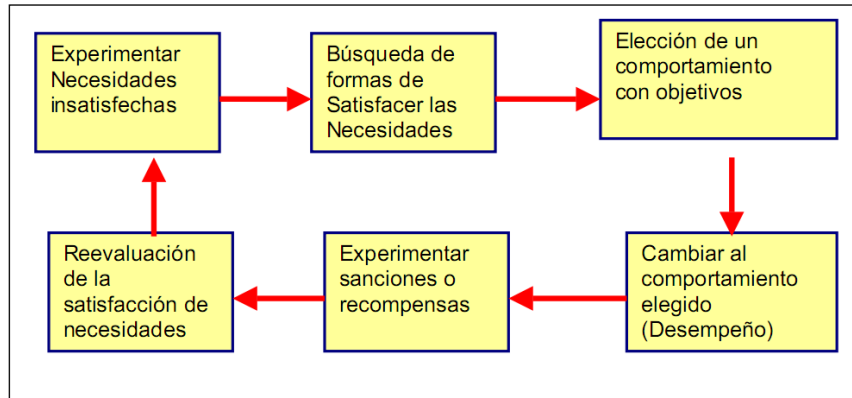 Experimentar
Necesidades
insatisfechas
Búsqueda de
formas de
Satisfacer las
Necesidades
Elección de un
comportamiento
con objetivos
Cambiar al
comportamiento
elegido
(Desempeño)
Experimentar
sanciones o
recompensas
Reevaluación
de la
satisfacción de
necesidades